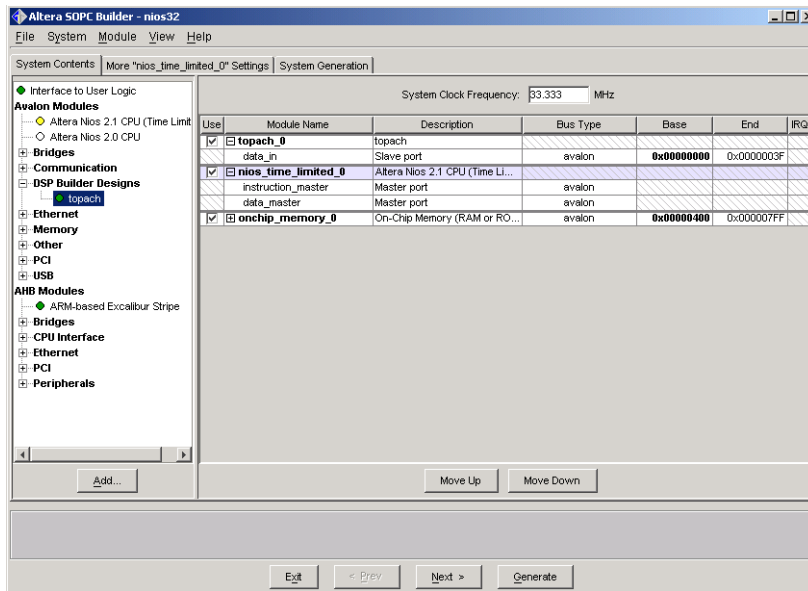 Altera SOPC Builder - nios32
File System Module View Help
System Contents More "nios_time_limited_0" Settings System Generation
Interface to User Logic
Avalon Modules
Altera Nios 2.1 CPU (Time Limit
Altera Nios 2.0 CPU
Bridges
Communication
DSP Builder Designs
topach
Ethernet
Memory
Other
PCI
USB
AHB Modules
ARM-based Excalibur Stripe
Bridges
CPU Interface
Ethernet
PCI
Peripherals
Add...
System Clock Frequency: 33.333 MHz
Use Module Name Description Bus Type Base End IRQ
topach_0 topach
data_in Slave port avalon 0x00000000 0x0000003F
nios_time_limited_0 Altera Nios 2.1 CPU (Time Li...
instruction_master Master port avalon
data_master Master port avalon
onchip_memory_0 On-Chip Memory (RAM or RO... avalon 0x00000400 0x000007FF
Move Up Move Down
Exit < Prev Next > Generate